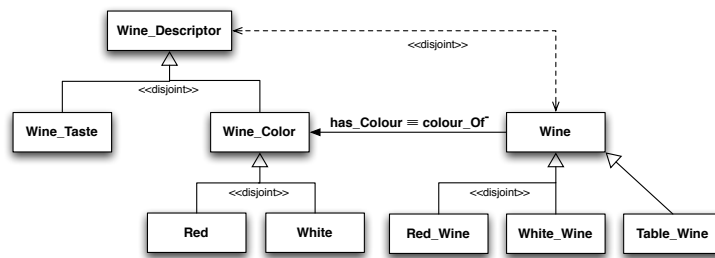 Wine_Descriptor
<<disjoint>>
<<disjoint>>
Wine_Taste
Wine_Color
has_Colour ≡ colour_Of⁻
Wine
<<disjoint>>
<<disjoint>>
Red
White
Red_Wine
White_Wine
Table_Wine